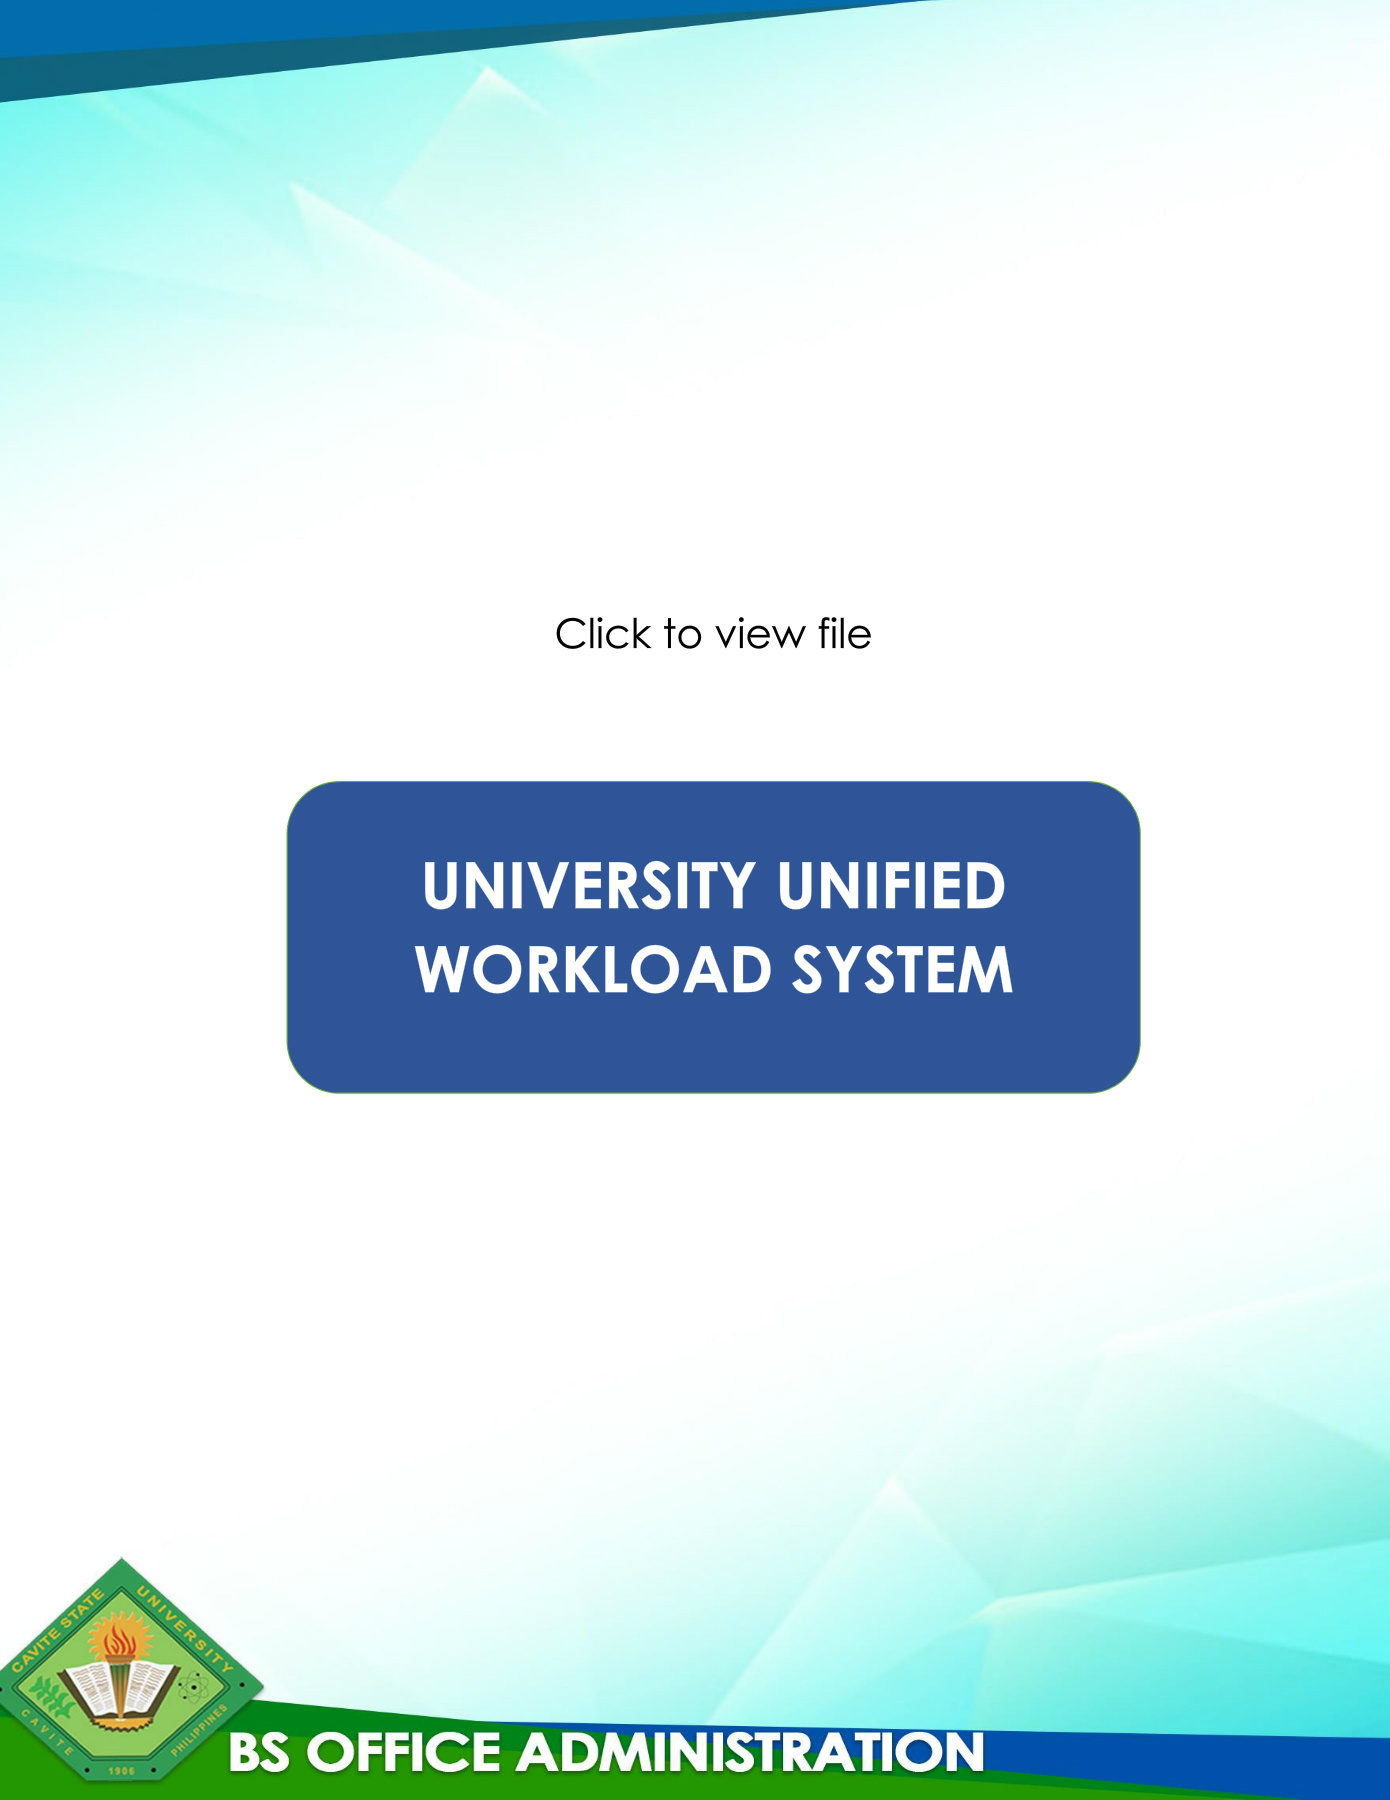 Click to view file
UNIVERSITY UNIFIED
WORKLOAD SYSTEM
CAVITE STATE UNIVERSITY
CAVITE
PHILIPPINES
1906
BS OFFICE ADMINISTRATION